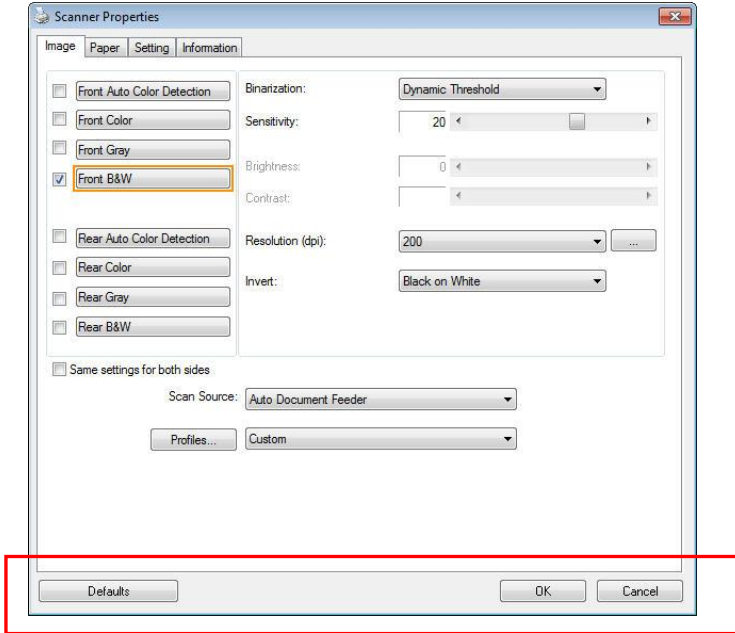 Scanner Properties
Image Paper Setting Information
Front Auto Color Detection
Front Color
Front Gray
Front B&W
Rear Auto Color Detection
Rear Color
Rear Gray
Rear B&W
Binarization: Dynamic Threshold
Sensitivity: 20
Brightness: 0
Contrast:
Resolution (dpi): 200 ...
Invert: Black on White
Same settings for both sides
Scan Source: Auto Document Feeder
Profiles... Custom
Defaults OK Cancel